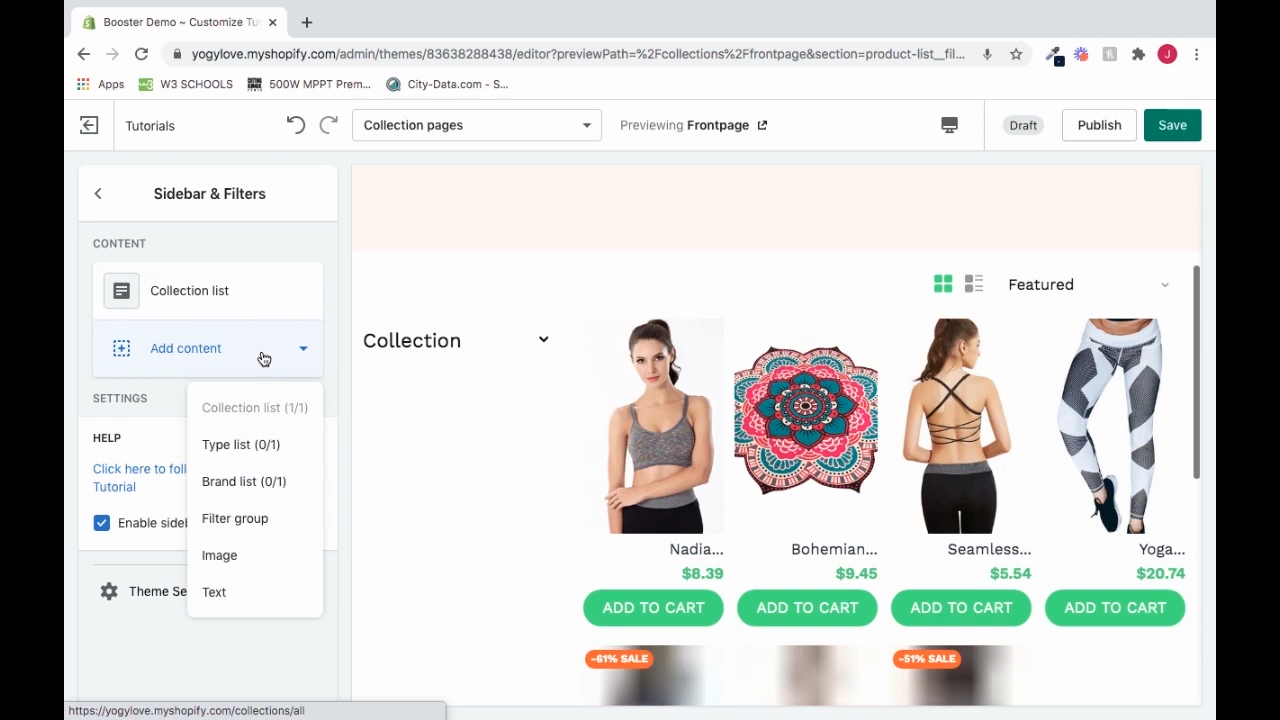 Booster Demo ~ Customize Tu
yogylove.myshopify.com/admin/themes/83638288438/editor?previewPath=%2Fcollections%2Ffrontpage&section=product-list__fil...
J
Apps
W3 SCHOOLS
500W MPPT Prem...
City-Data.com - S...
Tutorials
Collection pages
Previewing Frontpage
Draft
Publish
Save
Sidebar & Filters
CONTENT
Collection list
Add content
SETTINGS
Collection list (1/1)
Type list (0/1)
Brand list (0/1)
Filter group
Image
Text
HELP
Click here to foll
Tutorial
Enable sideb
Theme Se
Featured
Collection
Nadia...
$8.39
ADD TO CART
Bohemian...
$9.45
ADD TO CART
Seamless...
$5.54
ADD TO CART
Yoga...
$20.74
ADD TO CART
-61% SALE
-51% SALE
https://yogylove.myshopify.com/collections/all